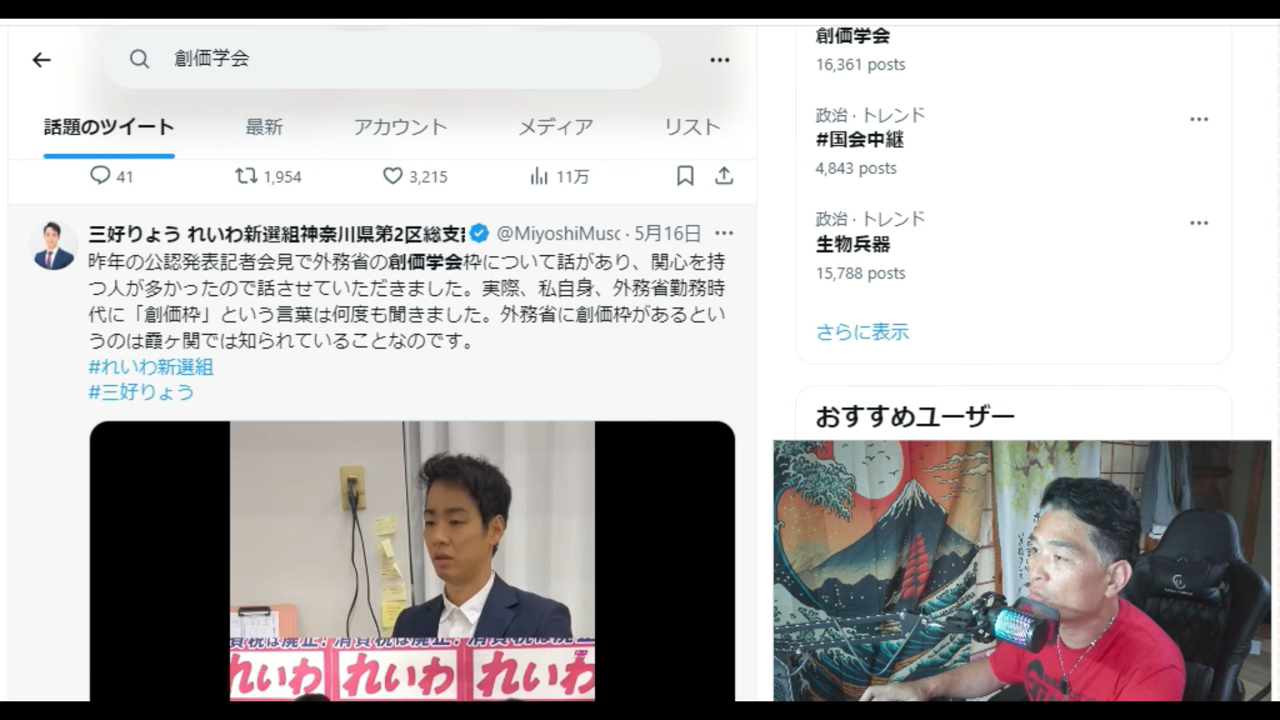 創価学会
話題のツイート 最新 アカウント メディア リスト
41 1,954 3,215 11万
三好りょう れいわ新選組神奈川県第2区総支 @MiyoshiMusc · 5月16日
昨年の公認発表記者会見で外務省の創価学会枠について話があり、関心を持
つ人が多かったので話させていただきました。実際、私自身、外務省勤務時
代に「創価枠」という言葉は何度も聞きました。外務省に創価枠があるとい
うのは霞ヶ関では知られていることなのです。
#れいわ新選組
#三好りょう
れいわ れいわ れいわ
創価学会
16,361 posts
政治 · トレンド
#国会中継
4,843 posts
政治 · トレンド
生物兵器
15,788 posts
さらに表示
おすすめユーザー